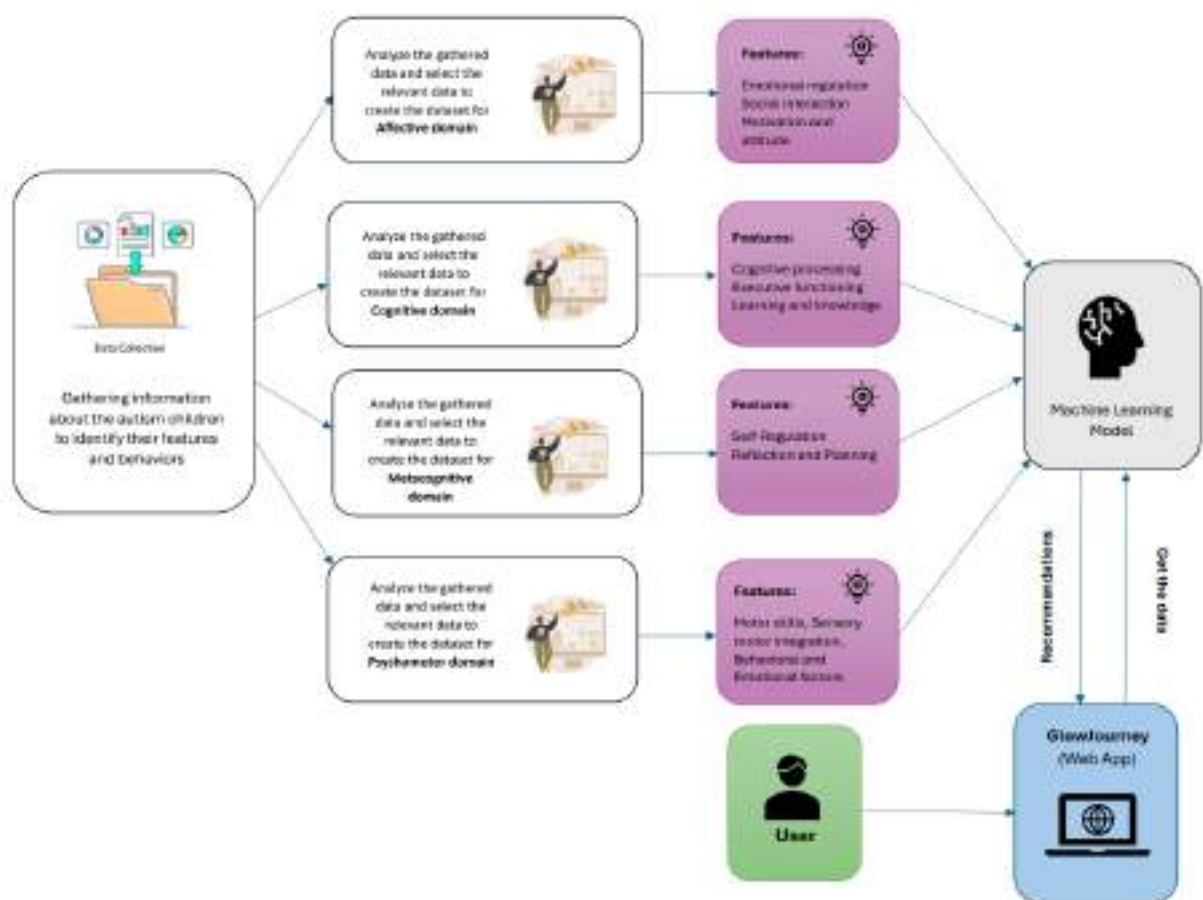 Analyze the gathered
data and select the
relevant data to
create the dataset for
Affective domain
Features:
Emotional regulation
Social interaction
Motivation and
attitude
Data Collection
Gathering information
about the autism children
to identify their features
and behaviors
Analyze the gathered
data and select the
relevant data to
create the dataset for
Cognitive domain
Features:
Cognitive processing
Executive functioning
Learning and knowledge
Analyze the gathered
data and select the
relevant data to
create the dataset for
Metacognitive
domain
Features:
Self-Regulation
Reflection and Planning
Machine Learning
Model
Analyze the gathered
data and select the
relevant data to
create the dataset for
Psychomotor domain
Features:
Motor skills, Sensory
motor integration,
Behavioral and
Emotional factors
Recommendations
Get the data
User
GlowJourney
(Web App)